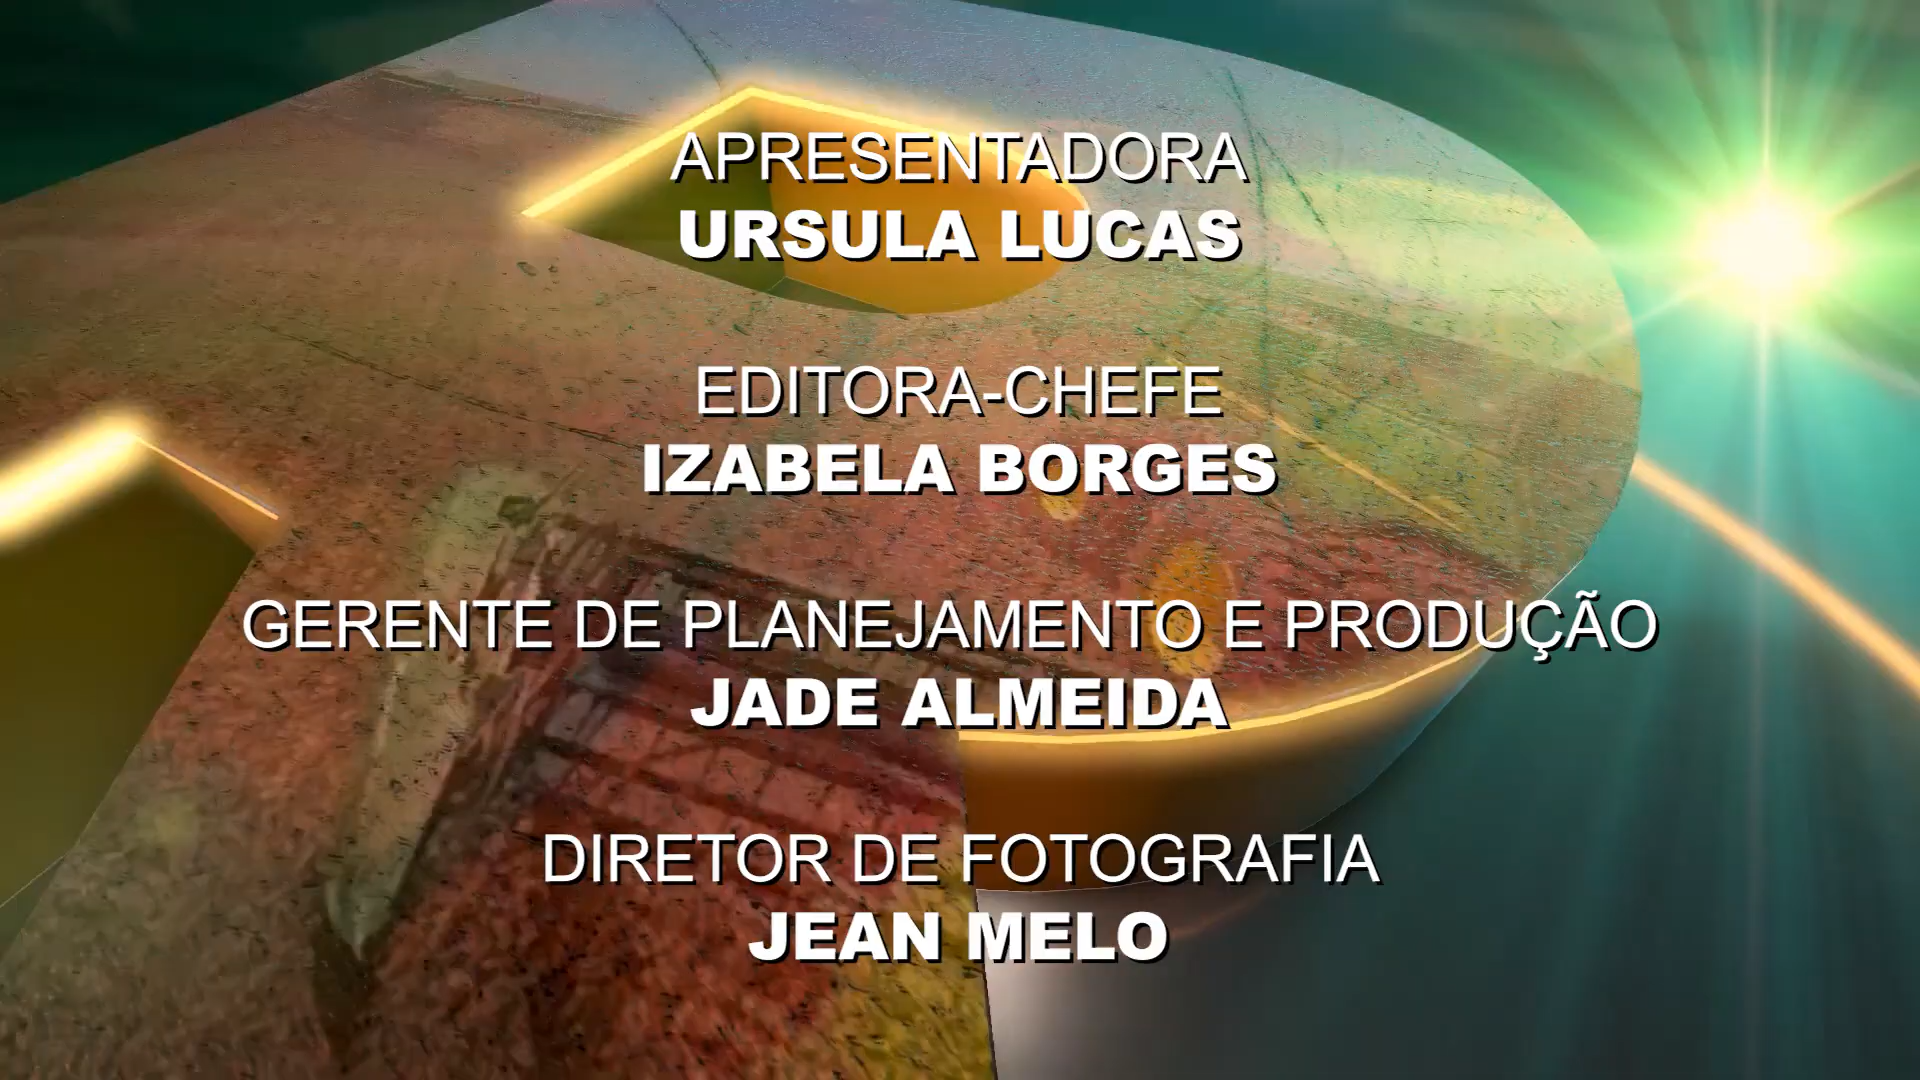 APRESENTADORA
URSULA LUCAS
EDITORA-CHEFE
IZABELA BORGES
GERENTE DE PLANEJAMENTO E PRODUÇÃO
JADE ALMEIDA
DIRETOR DE FOTOGRAFIA
JEAN MELO